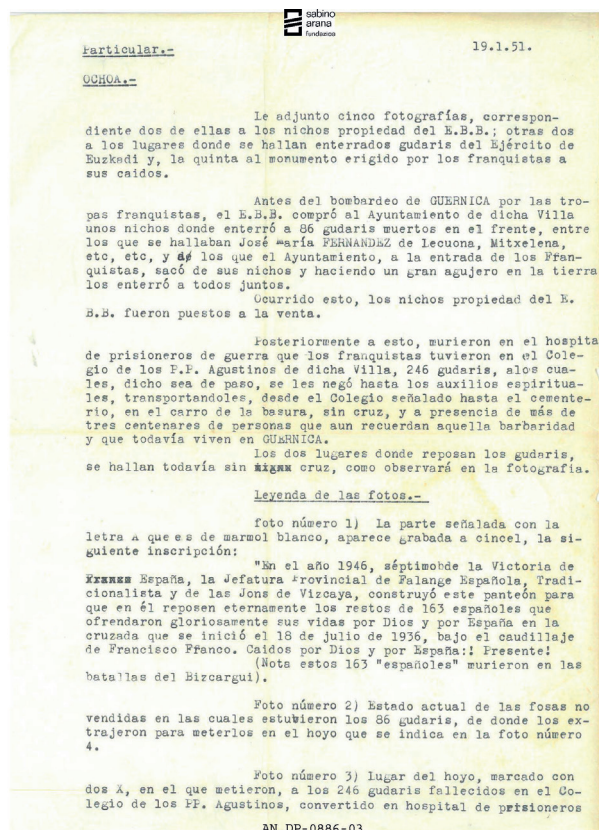 sabino
arana
fundazioa
Particular.-
19.1.51.
OCHOA.-
Le adjunto cinco fotografías, correspon-
diente dos de ellas a los nichos propiedad del E.B.B.; otras dos
a los lugares donde se hallan enterrados gudaris del Ejército de
Euzkadi y, la quinta al monumento erigido por los franquistas a
sus caidos.
Antes del bombardeo de GUERNICA por las tro-
pas franquistas, el E.B.B. compró al Ayuntamiento de dicha Villa
unos nichos donde enterró a 86 gudaris muertos en el frente, entre
los que se hallaban José María FERNANDEZ de Lecuona, Mitxelena,
etc, etc, y los que el Ayuntamiento, a la entrada de los Fran-
quistas, sacó de sus nichos y haciendo un gran agujero en la tierra
los enterró a todos juntos.
Ocurrido esto, los nichos propiedad del E.
B.B. fueron puestos a la venta.
Posteriormente a esto, murieron en el hospita
de prisioneros de guerra que los franquistas tuvieron en el Cole-
gio de los P.P. Agustinos de dicha Villa, 246 gudaris, alos cua-
les, dicho sea de paso, se les negó hasta los auxilios espiritua-
les, transportandoles, desde el Colegio señalado hasta el cemente-
rio, en el carro de la basura, sin cruz, y a presencia de más de
tres centenares de personas que aun recuerdan aquella barbaridad
y que todavía viven en GUERNICA.
Los dos lugares donde reposan los gudaris,
se hallan todavía sin cruz, como observará en la fotografia.
Leyenda de las fotos.-
foto número 1) La parte señalada con la
letra A que es de marmol blanco, aparece grabada a cincel, la si-
guiente inscripción:
"En el año 1946, séptimobde la Victoria de
España, la Jefatura Provincial de Falange Española, Tradi-
cionalista y de las Jons de Vizcaya, construyó este panteón para
que en él reposen eternamente los restos de 163 españoles que
ofrendaron gloriosamente sus vidas por Dios y por España en la
cruzada que se inició el 18 de julio de 1936, bajo el caudillaje
de Francisco Franco. Caidos por Dios y por España:! Presente!
(Nota estos 163 "españoles" murieron en las
batallas del Bizcargui).
Foto número 2) Estado actual de las fosas no
vendidas en las cuales estubieron los 86 gudaris, de donde los ex-
trajeron para meterlos en el hoyo que se indica en la foto número
4.
Foto número 3) lugar del hoyo, marcado con
dos X, en el que metieron, a los 246 gudaris fallecidos en el Co-
legio de los PP. Agustinos, convertido en hospital de prisioneros
AN DP-0886-03